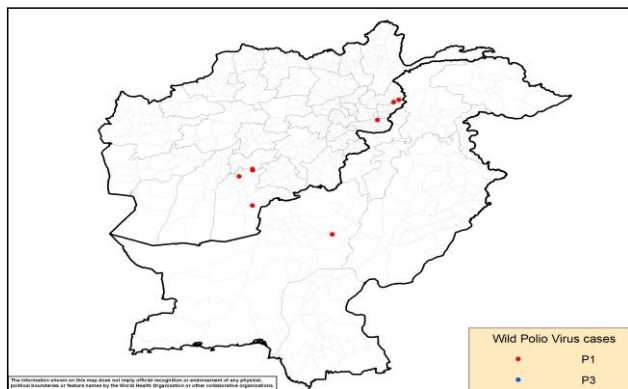 Wild Polio Virus cases
P1
P3
The information shown on this map does not imply official recognition or endorsement of any physical,
political boundaries or feature names by the World Health Organization or other collaborative organizations.